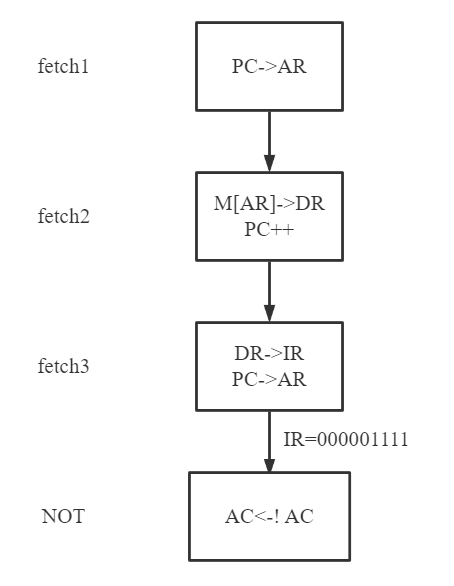 fetch1
PC->AR
fetch2
M[AR]->DR
PC++
fetch3
DR->IR
PC->AR
IR=000001111
NOT
AC<-! AC